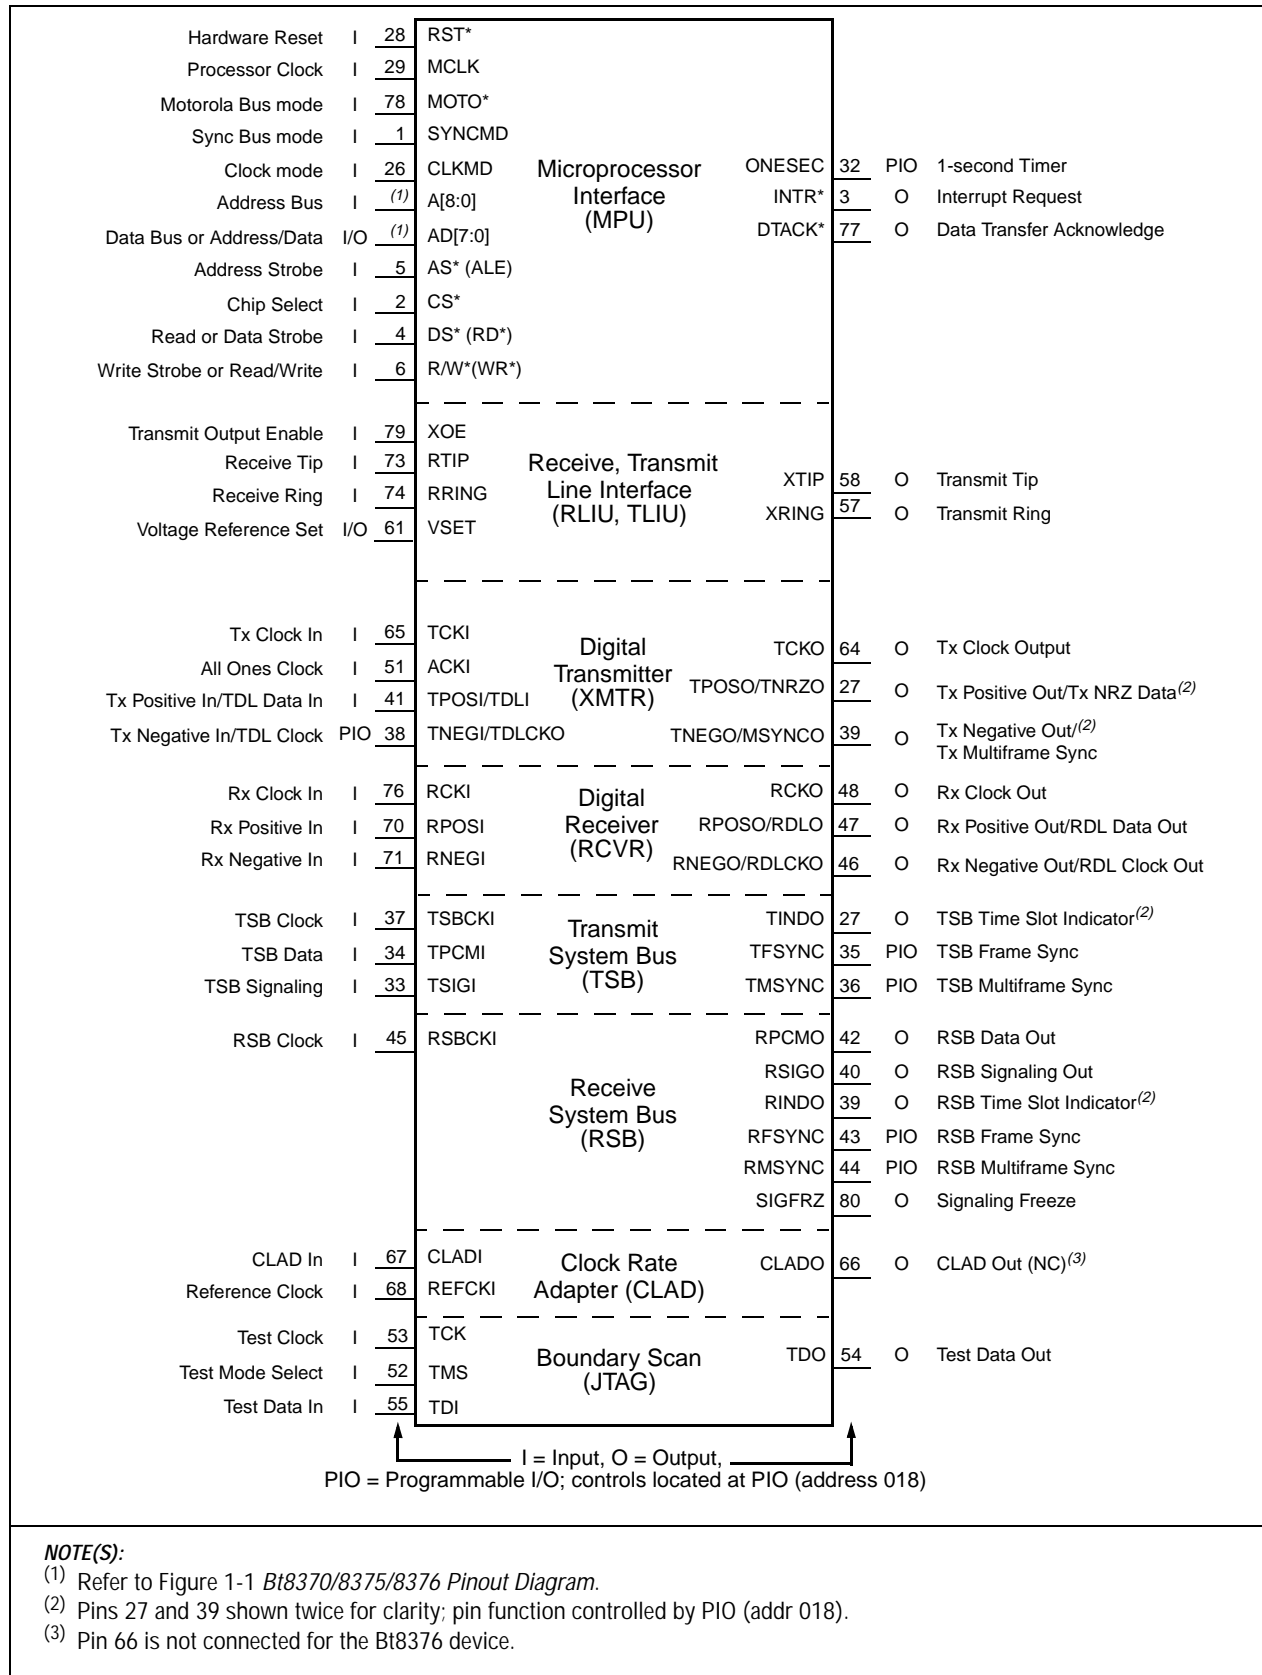 Hardware Reset I 28 RST*
Processor Clock I 29 MCLK
Motorola Bus mode I 78 MOTO*
Sync Bus mode I 1 SYNCMD
Clock mode I 26 CLKMD Microprocessor ONESEC 32 PIO 1-second Timer
Address Bus I (1) A[8:0] Interface INTR* 3 O Interrupt Request
(MPU) DTACK* 77 O Data Transfer Acknowledge
Data Bus or Address/Data I/O (1) AD[7:0]
Address Strobe I 5 AS* (ALE)
Chip Select I 2 CS*
Read or Data Strobe I 4 DS* (RD*)
Write Strobe or Read/Write I 6 R/W*(WR*)
Transmit Output Enable I 79 XOE
Receive Tip I 73 RTIP Receive, Transmit XTIP 58 O Transmit Tip
Receive Ring I 74 RRING Line Interface
(RLIU, TLIU) XRING 57 O Transmit Ring
Voltage Reference Set I/O 61 VSET
Tx Clock In I 65 TCKI Digital TCKO 64 O Tx Clock Output
All Ones Clock I 51 ACKI Transmitter
Tx Positive In/TDL Data In I 41 TPOSI/TDLI (XMTR) TPOSO/TNRZO 27 O Tx Positive Out/Tx NRZ Data(2)
Tx Negative In/TDL Clock PIO 38 TNEGI/TDLCKO TNEGO/MSYNCO 39 O Tx Negative Out/(2)
Tx Multiframe Sync
Rx Clock In I 76 RCKI Digital RCKO 48 O Rx Clock Out
Rx Positive In I 70 RPOSI Receiver RPOSO/RDLO 47 O Rx Positive Out/RDL Data Out
Rx Negative In I 71 RNEGI (RCVR) RNEGO/RDLCKO 46 O Rx Negative Out/RDL Clock Out
TSB Clock I 37 TSBCKI Transmit TINDO 27 O TSB Time Slot Indicator(2)
TSB Data I 34 TPCMI System Bus TFSYNC 35 PIO TSB Frame Sync
TSB Signaling I 33 TSIGI (TSB) TMSYNC 36 PIO TSB Multiframe Sync
RSB Clock I 45 RSBCKI RPCMO 42 O RSB Data Out
RSIGO 40 O RSB Signaling Out
Receive RINDO 39 O RSB Time Slot Indicator(2)
System Bus
(RSB) RFSYNC 43 PIO RSB Frame Sync
RMSYNC 44 PIO RSB Multiframe Sync
SIGFRZ 80 O Signaling Freeze
CLAD In I 67 CLADI Clock Rate CLADO 66 O CLAD Out (NC)(3)
Reference Clock I 68 REFCKI Adapter (CLAD)
Test Clock I 53 TCK
Test Mode Select I 52 TMS Boundary Scan TDO 54 O Test Data Out
(JTAG)
Test Data In I 55 TDI
I = Input, O = Output,
PIO = Programmable I/O; controls located at PIO (address 018)
NOTE(S):
(1) Refer to Figure 1-1 Bt8370/8375/8376 Pinout Diagram.
(2) Pins 27 and 39 shown twice for clarity; pin function controlled by PIO (addr 018).
(3) Pin 66 is not connected for the Bt8376 device.